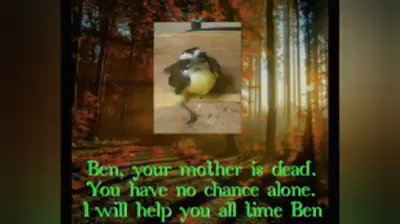 Ben, your mother is dead.
You have no chance alone.
I will help you all time Ben